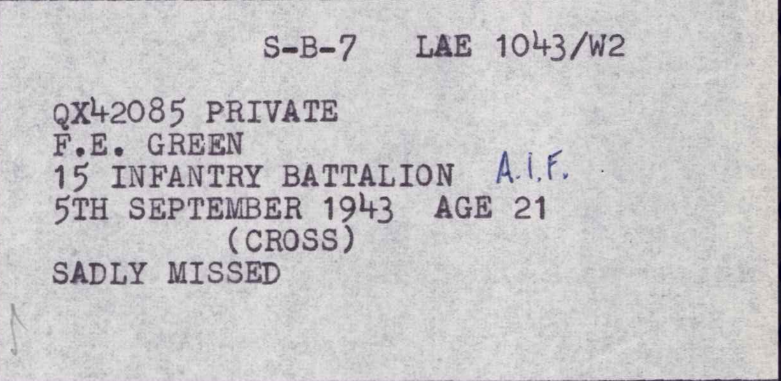 S-B-7 LAE 1043/W2
QX42085 PRIVATE
F.E. GREEN
15 INFANTRY BATTALION A.I.F.
5TH SEPTEMBER 1943 AGE 21
(CROSS)
SADLY MISSED